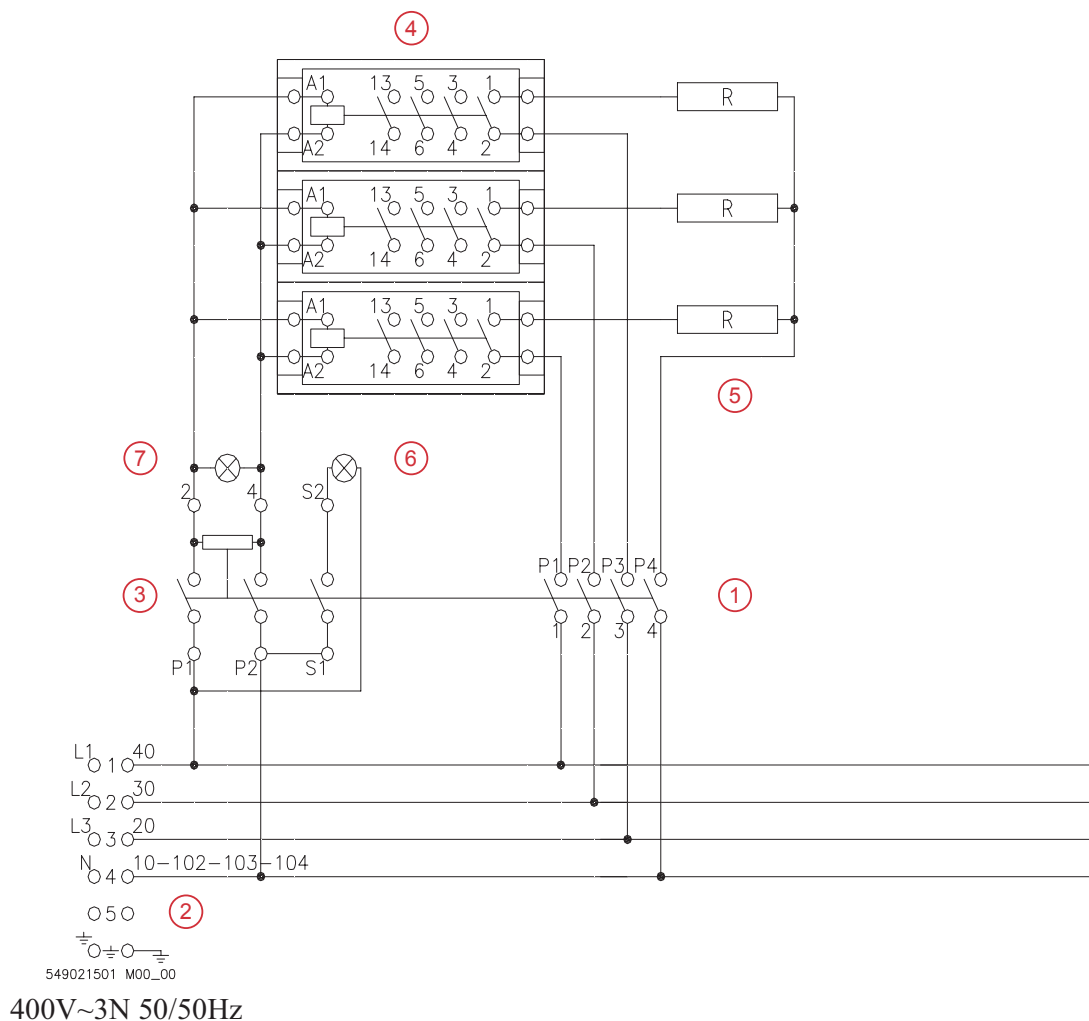 4
A1 13 5 3 1
R
A2 14 6 4 2
A1 13 5 3 1
R
A2 14 6 4 2
A1 13 5 3 1
R
A2 14 6 4 2
5
7 6
2 4 S2
P1 P2 P3 P4
3 1
1 2 3 4
P1 P2 S1
L1 1 40
L2 2 30
L3 3 20
N 4 10-102-103-104
5 2
549021501 M00_00
400V~3N 50/50Hz